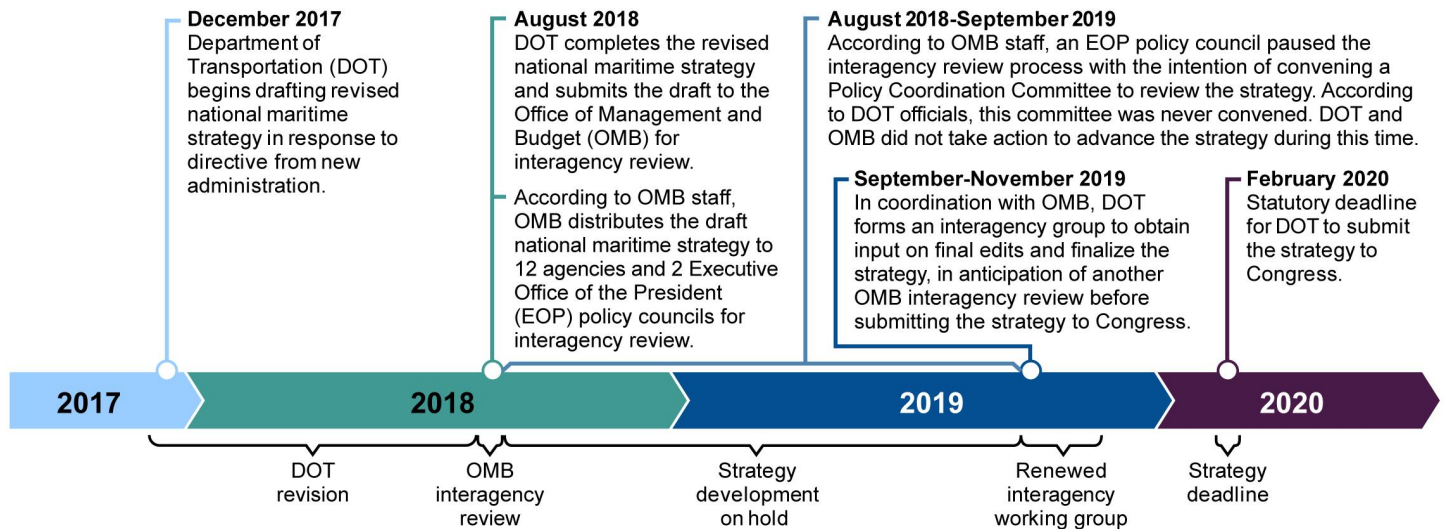 December 2017
Department of
Transportation (DOT)
begins drafting revised
national maritime
strategy in response to
directive from new
administration.
August 2018
DOT completes the revised
national maritime strategy
and submits the draft to the
Office of Management and
Budget (OMB) for
interagency review.
According to OMB staff,
OMB distributes the draft
national maritime strategy to
12 agencies and 2 Executive
Office of the President
(EOP) policy councils for
interagency review.
August 2018-September 2019
According to OMB staff, an EOP policy council paused the
interagency review process with the intention of convening a
Policy Coordination Committee to review the strategy. According
to DOT officials, this committee was never convened. DOT and
OMB did not take action to advance the strategy during this time.
September-November 2019
In coordination with OMB, DOT
forms an interagency group to obtain
input on final edits and finalize the
strategy, in anticipation of another
OMB interagency review before
submitting the strategy to Congress.
February 2020
Statutory deadline
for DOT to submit
the strategy to
Congress.
2017
2018
2019
2020
DOT
revision
OMB
interagency
review
Strategy
development
on hold
Renewed
interagency
working group
Strategy
deadline